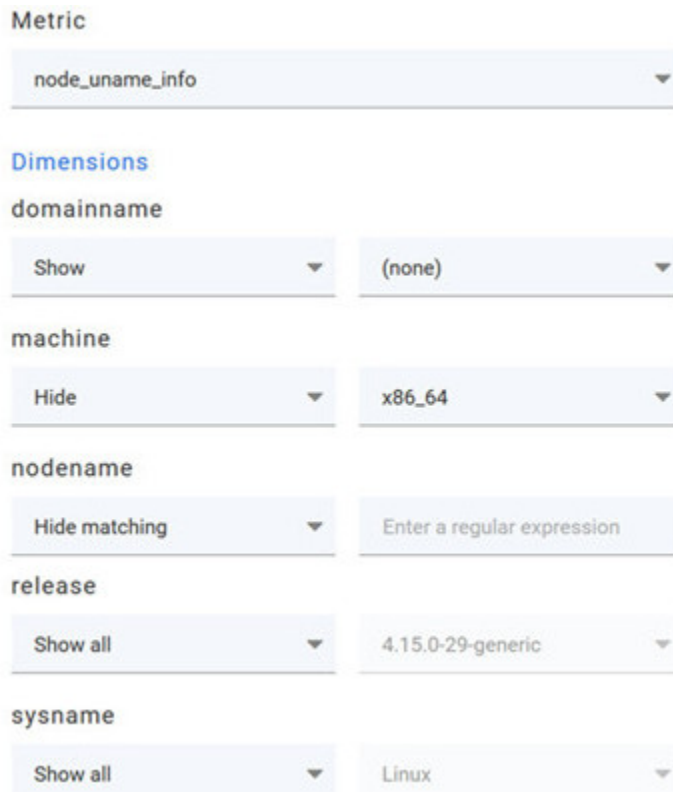 Metric
node_uname_info
Dimensions
domainname
Show (none)
machine
Hide x86_64
nodename
Hide matching Enter a regular expression
release
Show all 4.15.0-29-generic
sysname
Show all Linux